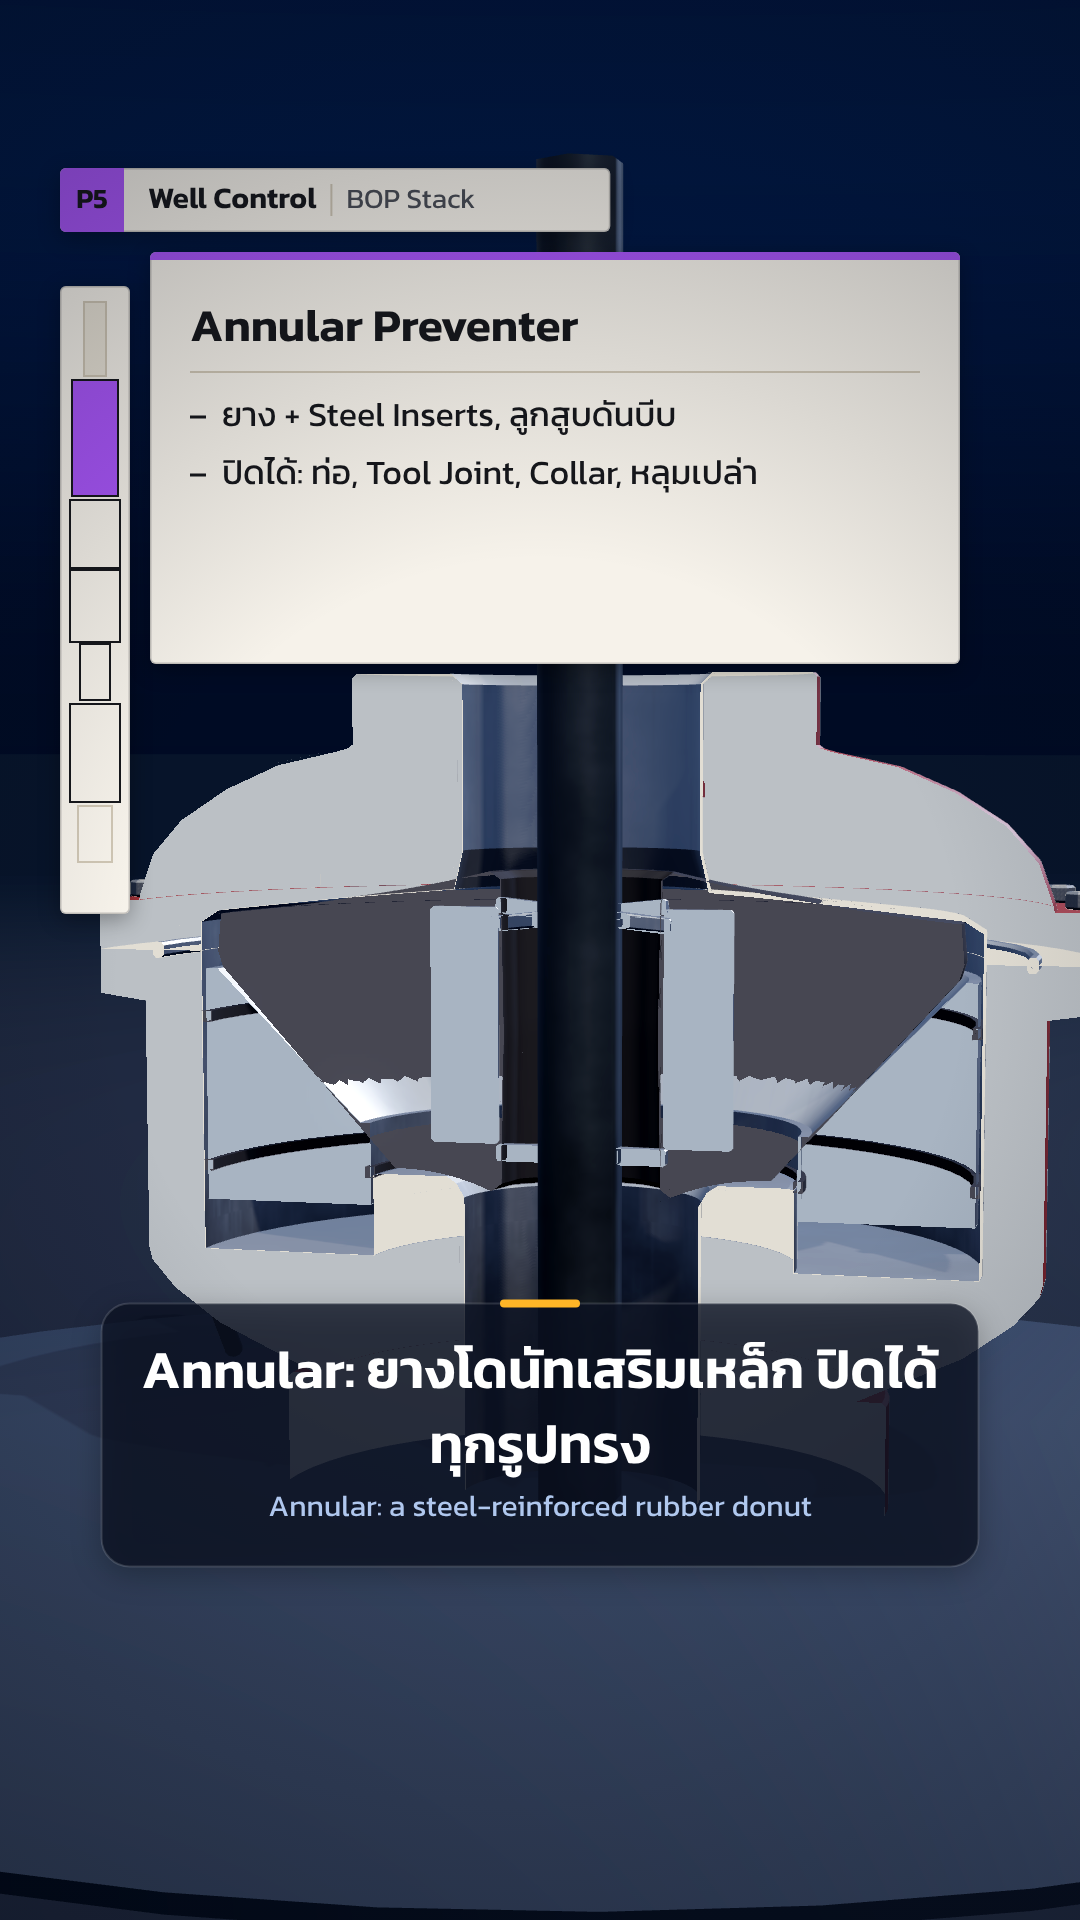 P5 Well Control | BOP Stack
Annular Preventer
– ยาง + Steel Inserts, ลูกสูบดันบีบ
– ปิดได้: ท่อ, Tool Joint, Collar, หลุมเปล่า
Annular: ยางโดนัทเสริมเหล็ก ปิดได้
ทุกรูปทรง
Annular: a steel-reinforced rubber donut